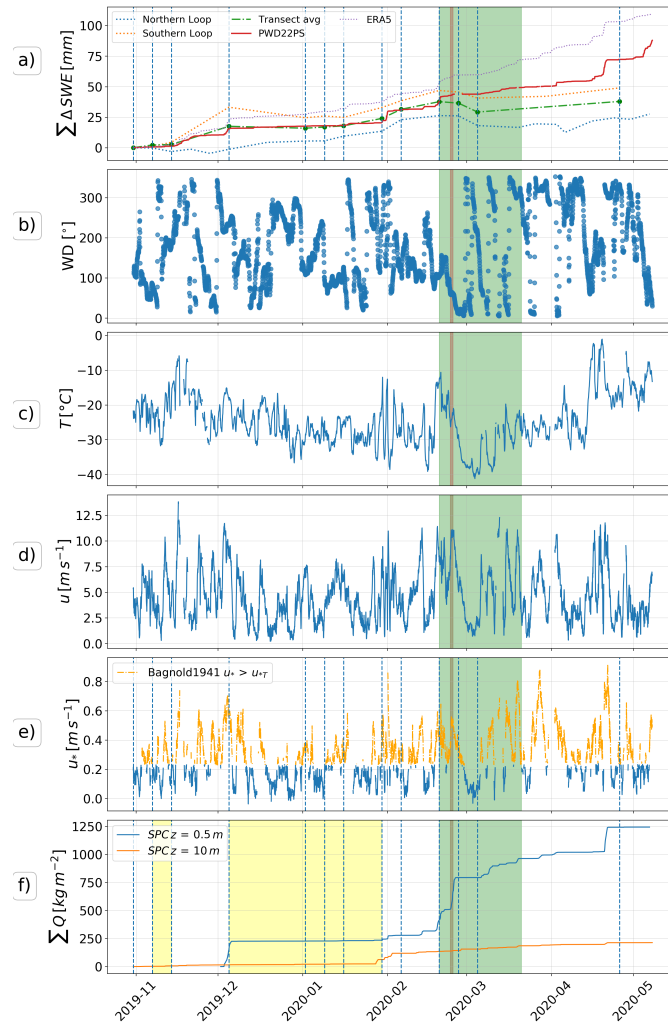 a)
∑ ΔSWE [mm]
100
75
50
25
0
Northern Loop
Southern Loop
Transect avg
PWD22PS
ERA5
b)
WD [°]
300
200
100
0
c)
T[°C]
0
−10
−20
−30
−40
d)
u [m s⁻¹]
12.5
10.0
7.5
5.0
2.5
0.0
e)
u* [m s⁻¹]
0.8
0.6
0.4
0.2
0.0
Bagnold1941 u* > u*T
f)
∑ Q [kg m⁻²]
1250
1000
750
500
250
0
SPC z = 0.5 m
SPC z = 10 m
2019-11
2019-12
2020-01
2020-02
2020-03
2020-04
2020-05